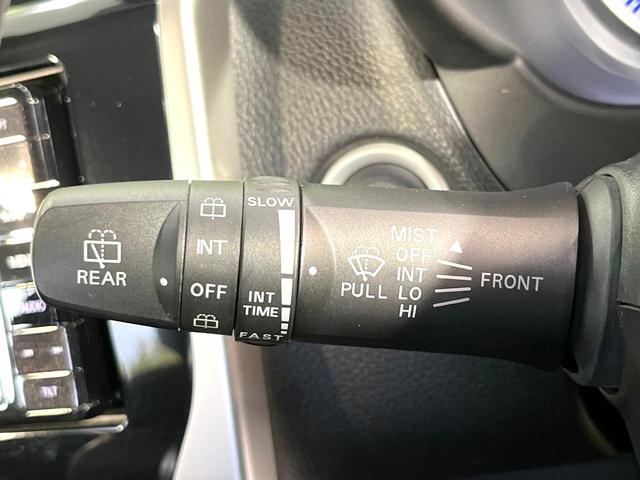 REAR
INT
OFF
SLOW
INT
TIME
FAST
PULL
MIST
OFF
INT
LO
HI
FRONT